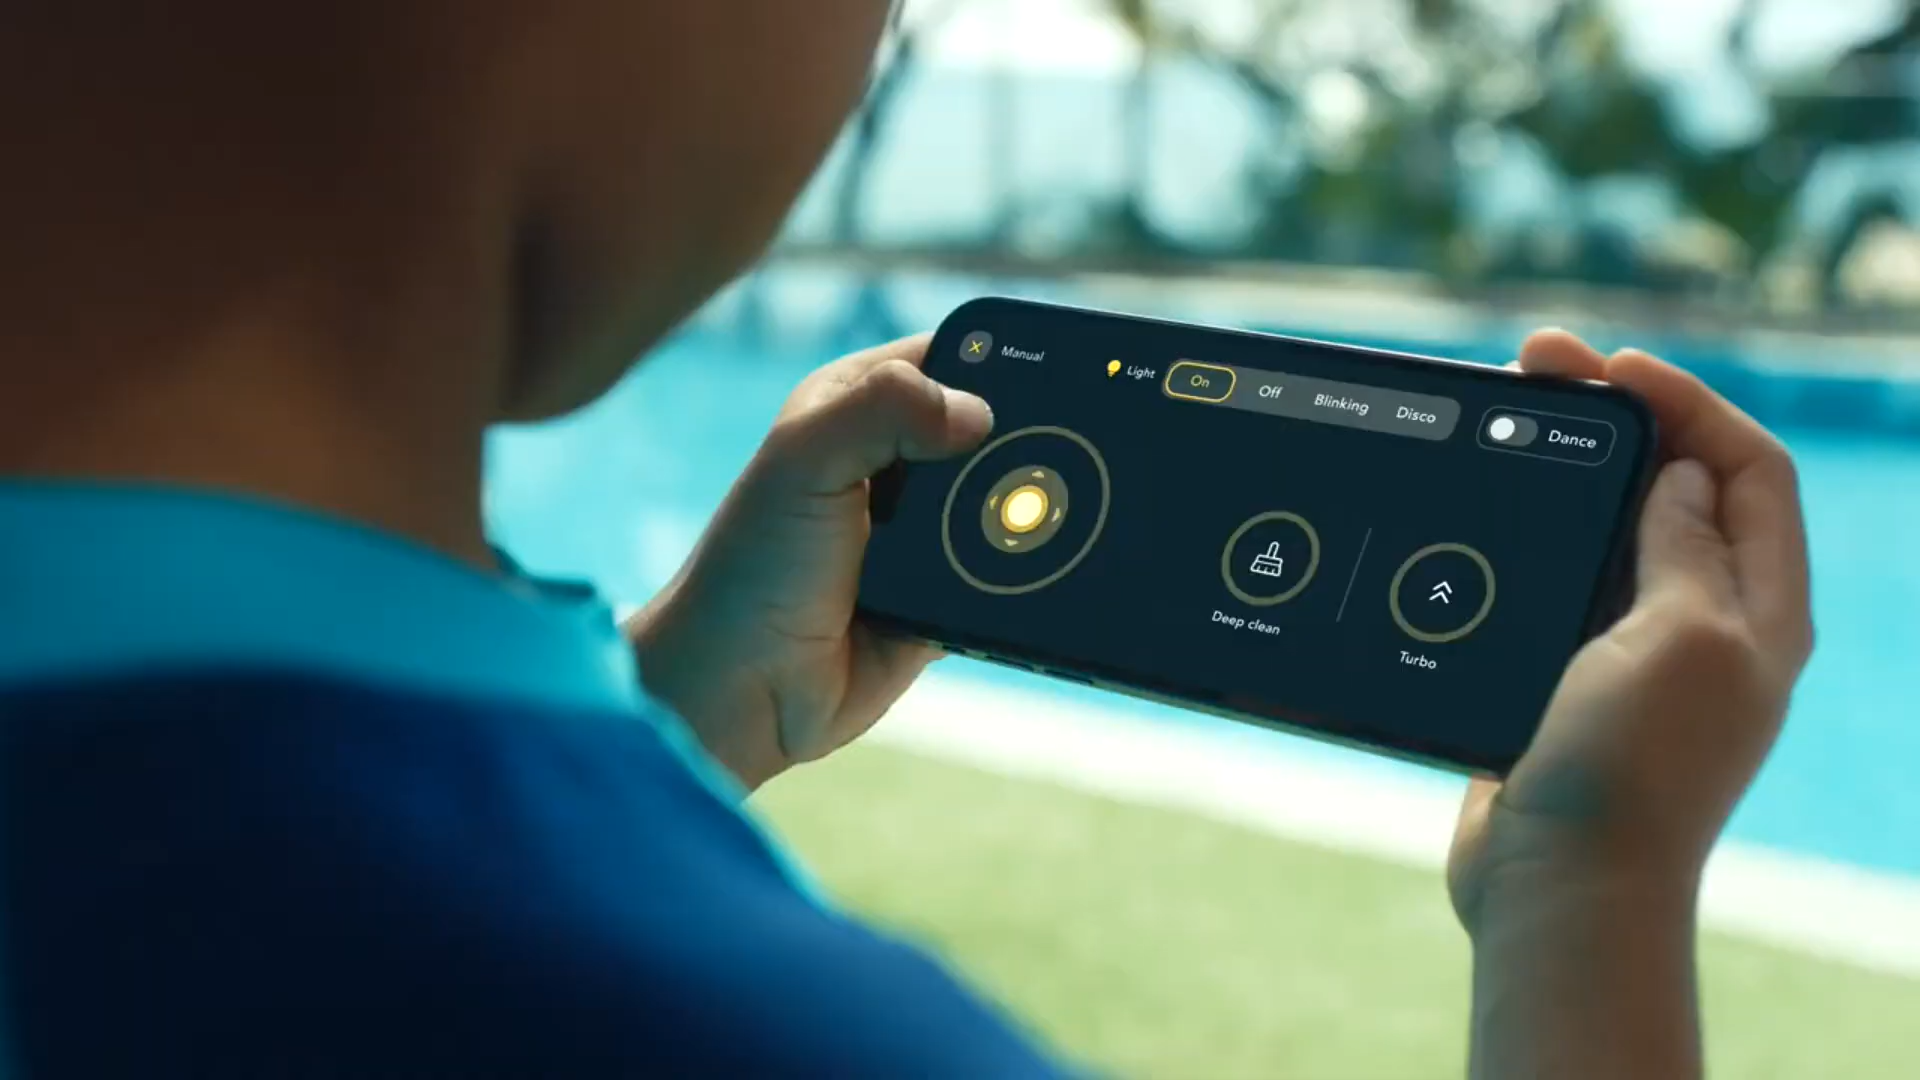 Manual
Light
On
Off
Blinking
Disco
Dance
Deep clean
Turbo